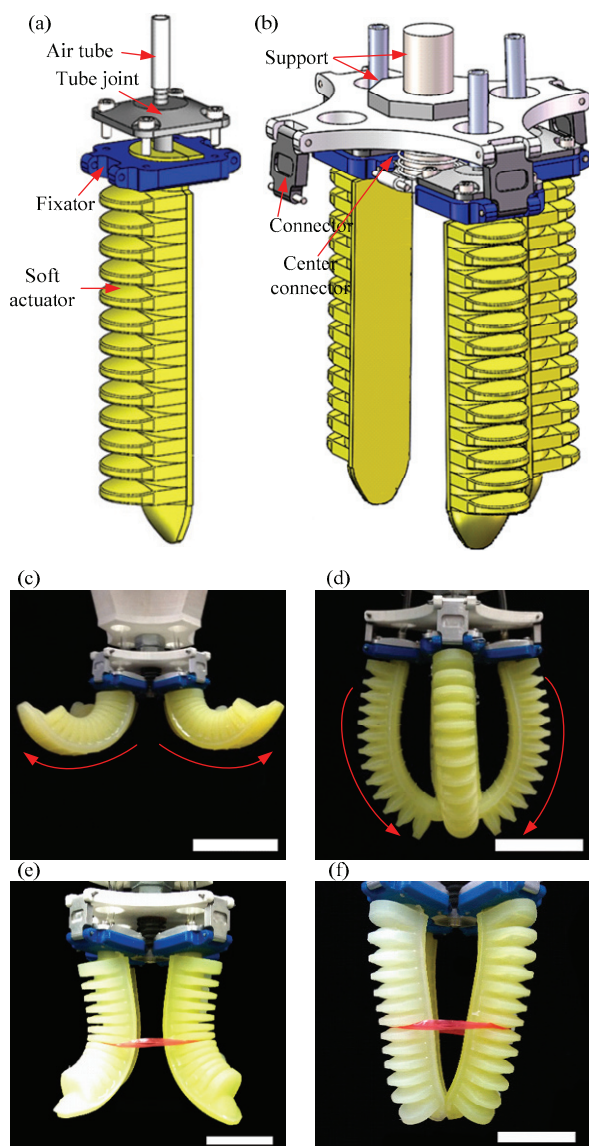 (a)
Air tube
Tube joint
Fixator
Soft
actuator
(b)
Support
Connector
Center
connector
(c)
(d)
(e)
(f)